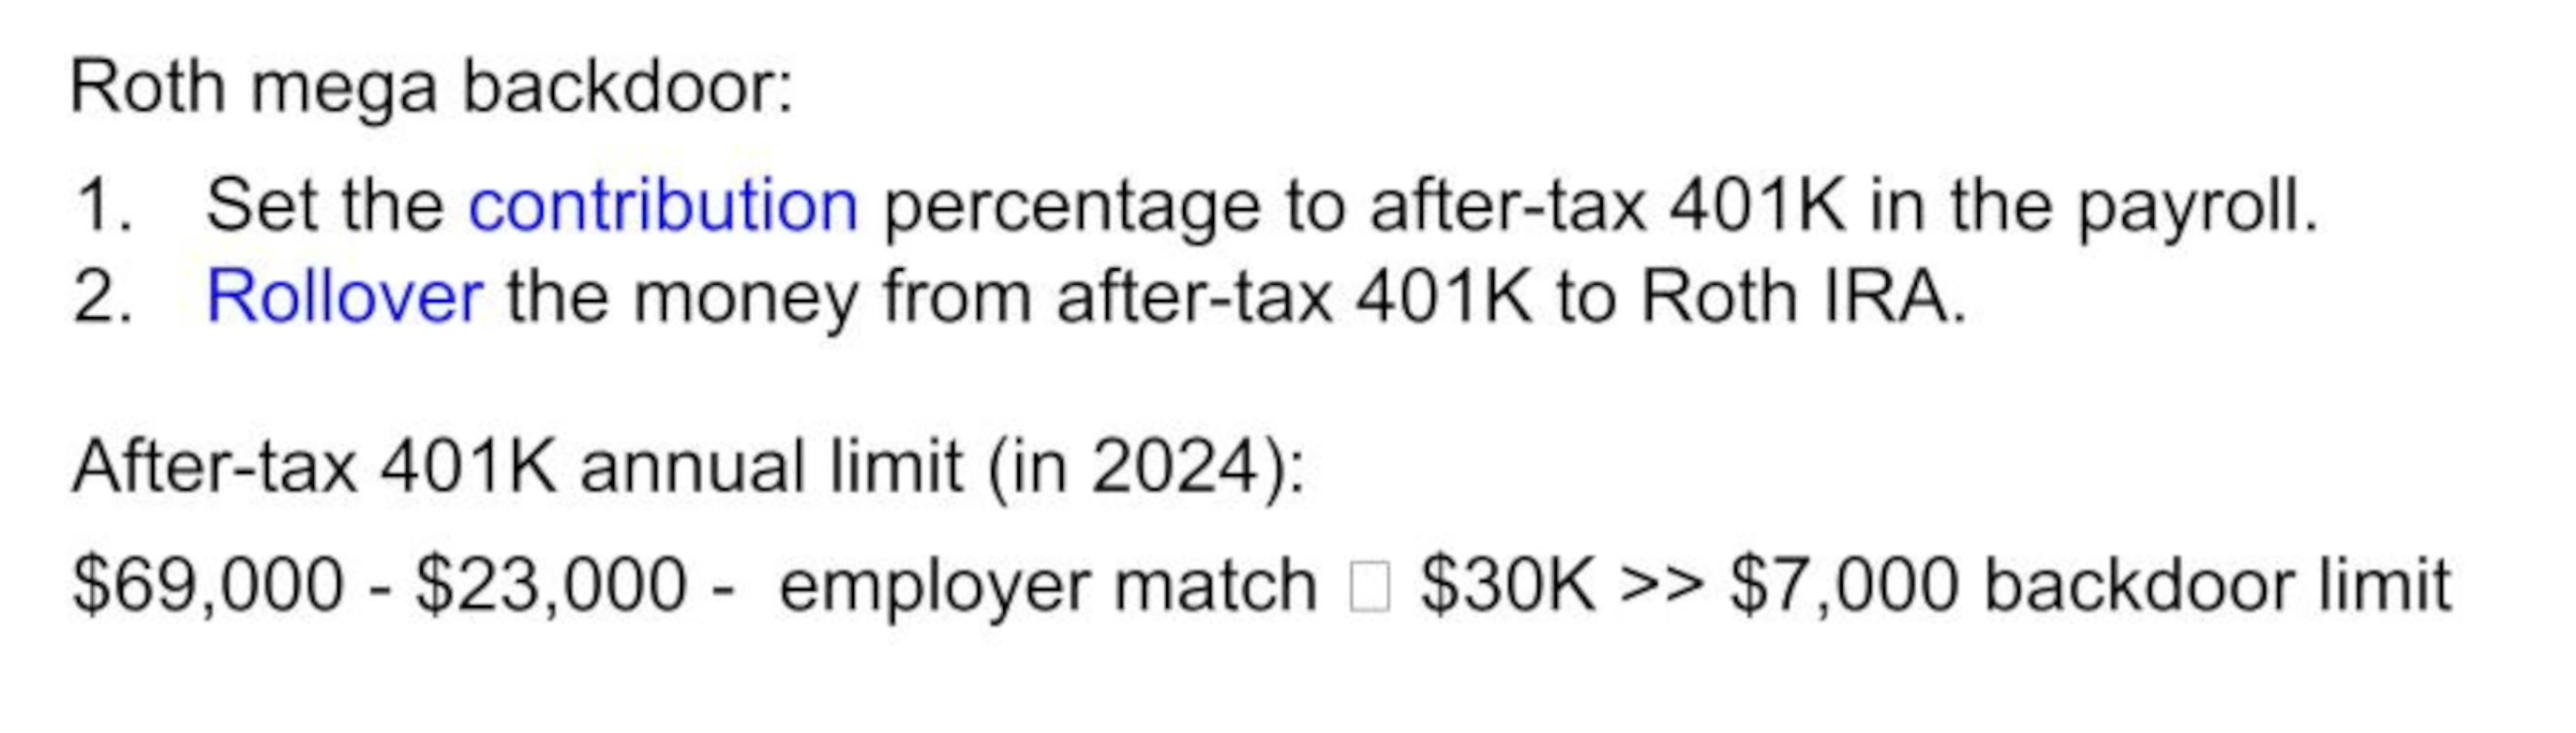 Roth mega backdoor:
1. Set the contribution percentage to after-tax 401K in the payroll.
2. Rollover the money from after-tax 401K to Roth IRA.
After-tax 401K annual limit (in 2024):
$69,000 - $23,000 - employer match □ $30K >> $7,000 backdoor limit